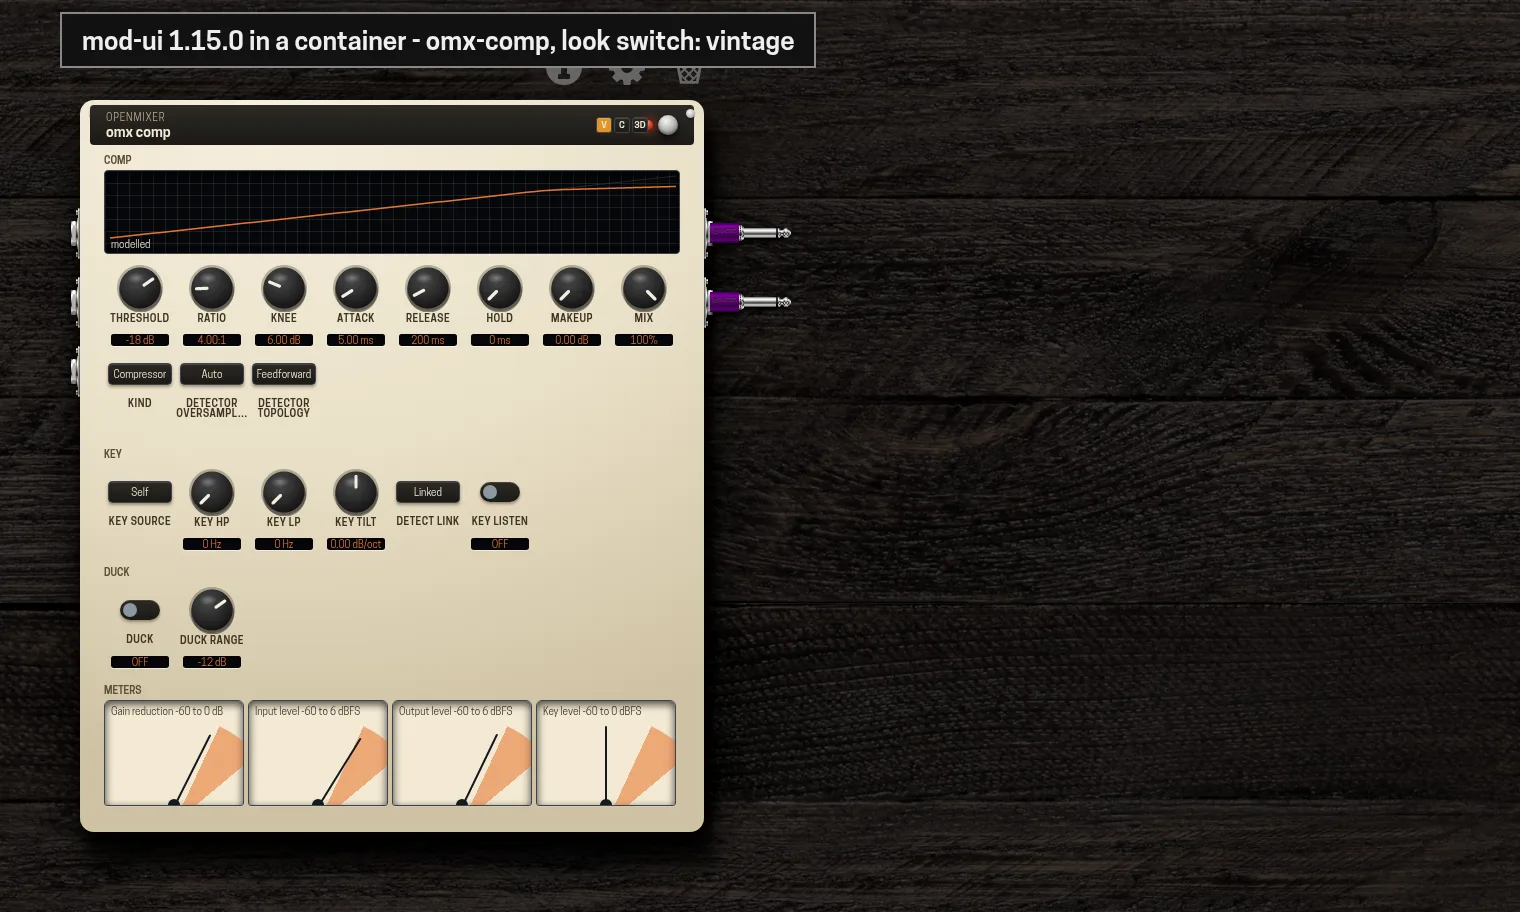 mod-ui 1.15.0 in a container - omx-comp, look switch: vintage
OPENMIXER
omx comp
V C 3D
COMP
modelled
THRESHOLD RATIO KNEE ATTACK RELEASE HOLD MAKEUP MIX
-18 dB 4.00:1 6.00 dB 5.00 ms 200 ms 0 ms 0.00 dB 100%
Compressor Auto Feedforward
KIND DETECTOR OVERSAMPL... DETECTOR TOPOLOGY
KEY
Self Linked
KEY SOURCE KEY HP KEY LP KEY TILT DETECT LINK KEY LISTEN
0 Hz 0 Hz 0.00 dB/oct OFF
DUCK
DUCK DUCK RANGE
OFF -12 dB
METERS
Gain reduction -60 to 0 dB Input level -60 to 6 dBFS Output level -60 to 6 dBFS Key level -60 to 0 dBFS